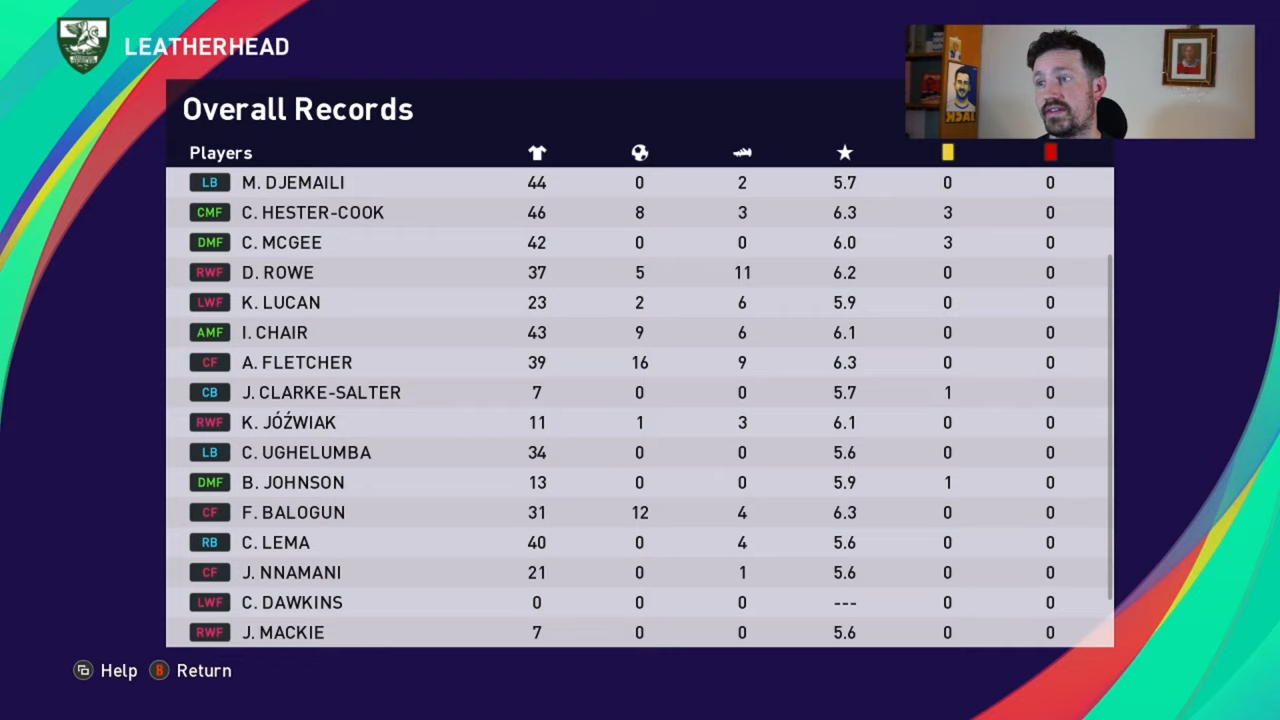 LEATHERHEAD
Overall Records
Players
LB M. DJEMAILI 44 0 2 5.7 0 0
CMF C. HESTER-COOK 46 8 3 6.3 3 0
DMF C. MCGEE 42 0 0 6.0 3 0
RWF D. ROWE 37 5 11 6.2 0 0
LWF K. LUCAN 23 2 6 5.9 0 0
AMF I. CHAIR 43 9 6 6.1 0 0
CF A. FLETCHER 39 16 9 6.3 0 0
CB J. CLARKE-SALTER 7 0 0 5.7 1 0
RWF K. JÓŹWIAK 11 1 3 6.1 0 0
LB C. UGHELUMBA 34 0 0 5.6 0 0
DMF B. JOHNSON 13 0 0 5.9 1 0
CF F. BALOGUN 31 12 4 6.3 0 0
RB C. LEMA 40 0 4 5.6 0 0
CF J. NNAMANI 21 0 1 5.6 0 0
LWF C. DAWKINS 0 0 0 --- 0 0
RWF J. MACKIE 7 0 0 5.6 0 0
Help B Return